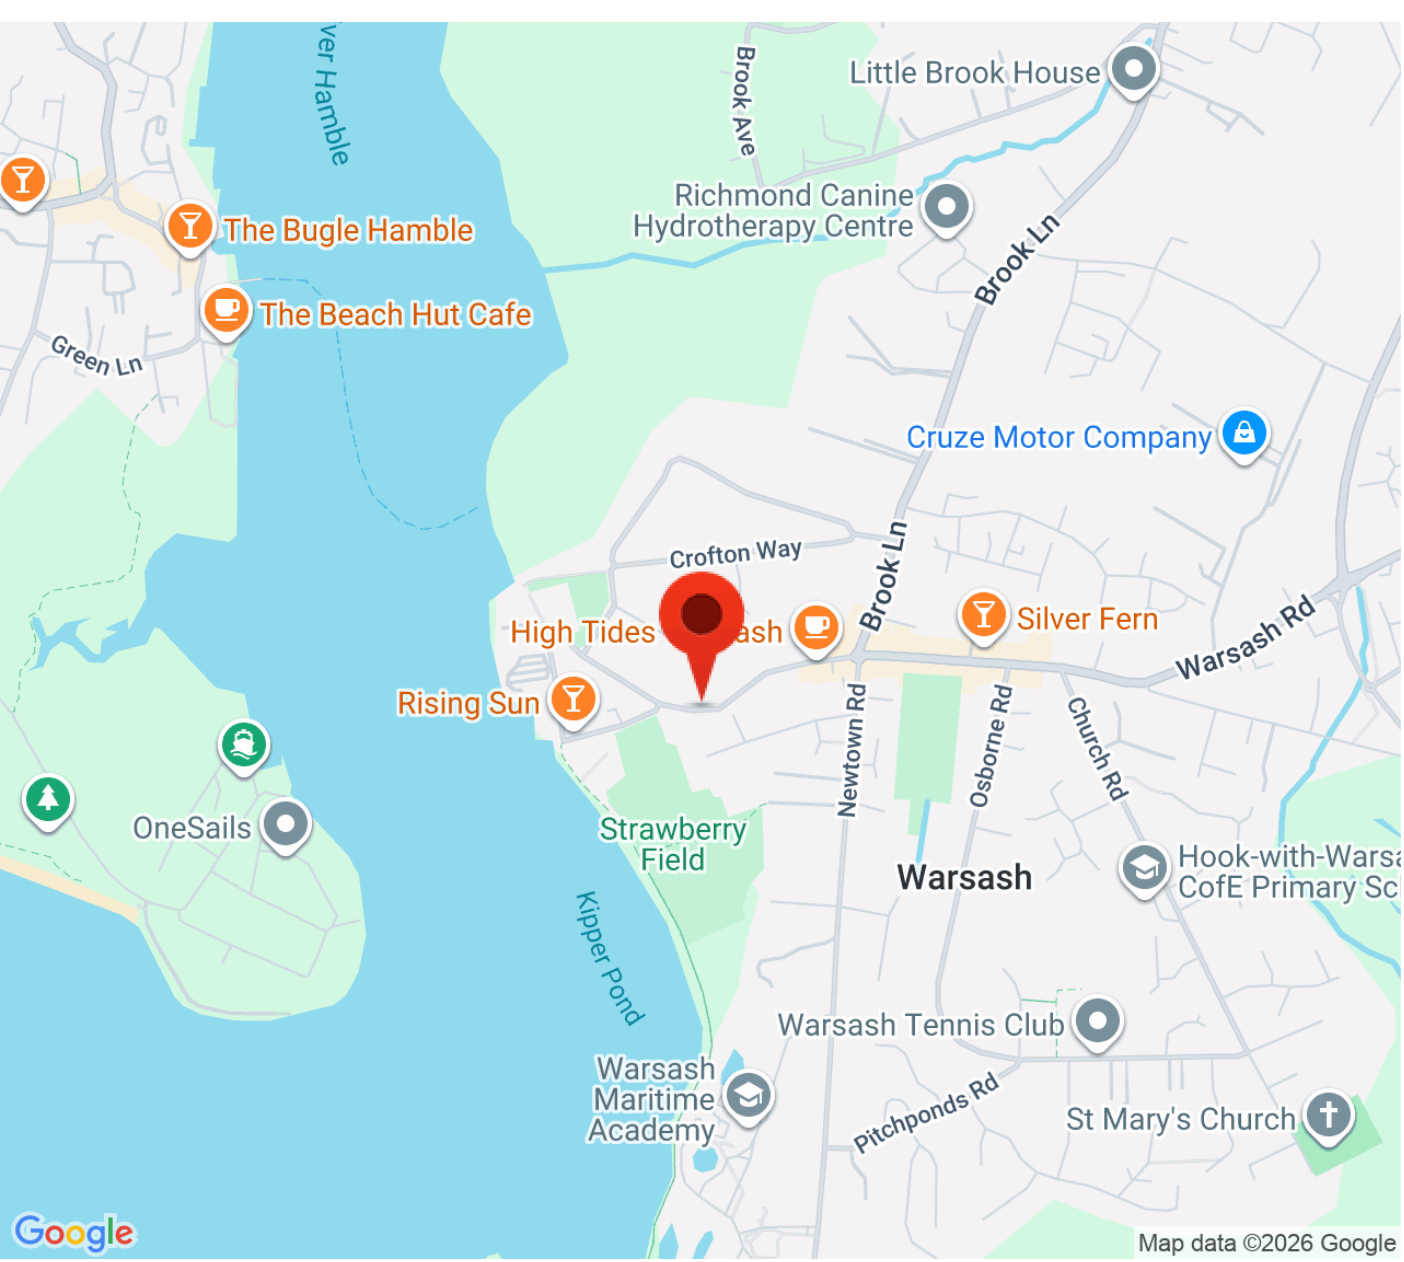 ver Hamble
Brook Ave
Little Brook House
Richmond Canine
Hydrotherapy Centre
The Bugle Hamble
Brook Ln
The Beach Hut Cafe
Green Ln
Cruze Motor Company
Crofton Way
Brook Ln
High Tides
ash
Silver Fern
Warsash Rd
Rising Sun
Newtown Rd
Osborne Rd
Church Rd
OneSails
Strawberry
Field
Warsash
Hook-with-Warsa
CofE Primary Sc
Kipper Pond
Warsash Tennis Club
Warsash
Maritime
Academy
Pitchponds Rd
St Mary's Church
Google
Map data ©2026 Google